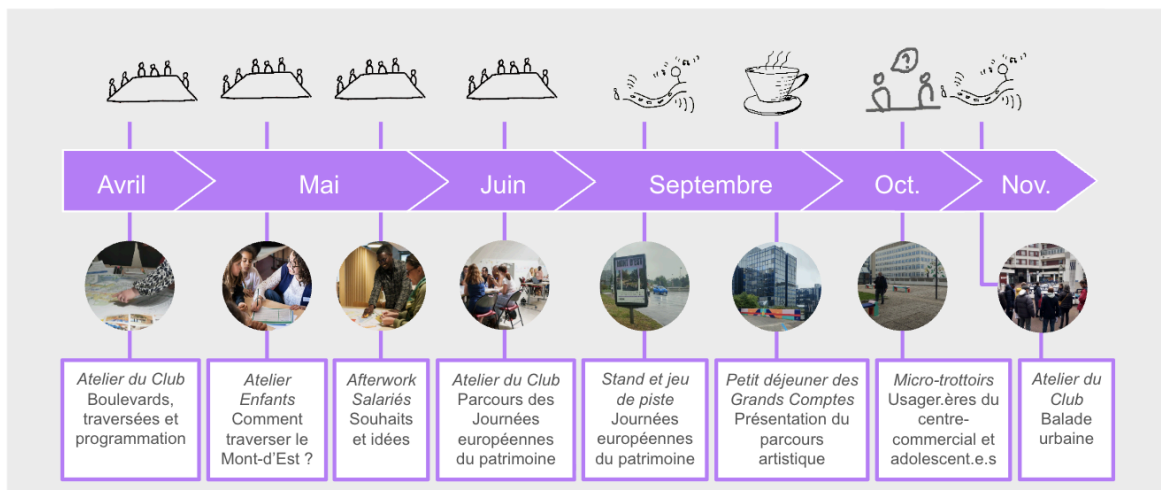 Avril
Mai
Juin
Septembre
Oct.
Nov.
Atelier du Club
Boulevards,
traversées et
programmation
Atelier
Enfants
Comment
traverser le
Mont-d'Est ?
Afterwork
Salariés
Souhaits
et idées
Atelier du Club
Parcours des
Journées
européennes
du patrimoine
Stand et jeu
de piste
Journées
européennes
du patrimoine
Petit déjeuner des
Grands Comptes
Présentation du
parcours
artistique
Micro-trottoirs
Usager.ères du
centre-
commercial et
adolescent.e.s
Atelier du
Club
Balade
urbaine